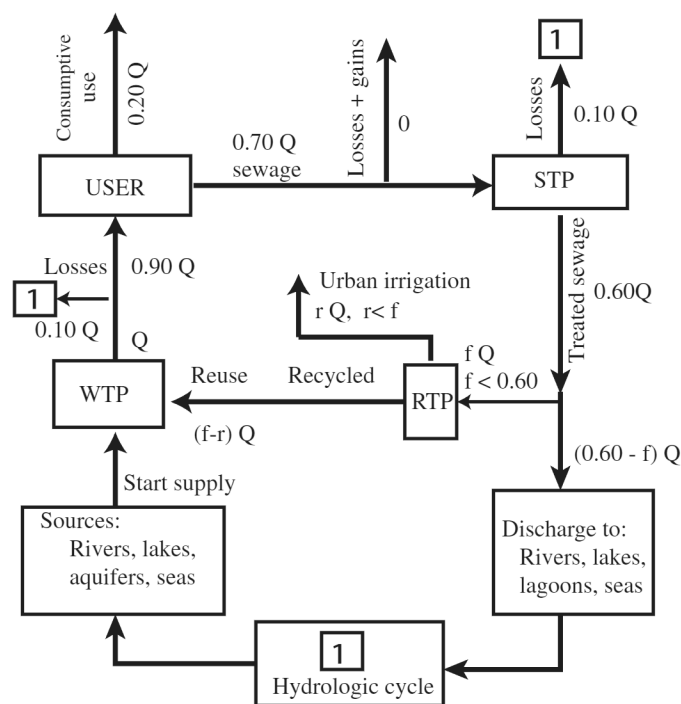 Consumptive
use
0.20 Q
Losses + gains
0
1
Losses
0.10 Q
USER
0.70 Q
sewage
STP
Losses
0.90 Q
1
0.10 Q
Q
Urban irrigation
r Q, r< f
Treated sewage
0.60Q
WTP
Reuse
Recycled
(f-r) Q
RTP
f Q
f < 0.60
(0.60 - f) Q
Start supply
Sources:
Rivers, lakes,
aquifers, seas
Discharge to:
Rivers, lakes,
lagoons, seas
1
Hydrologic cycle